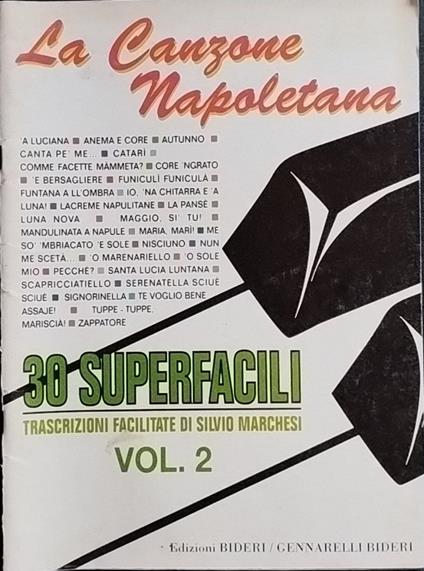 La Canzone
Napoletana
'A LUCIANA ■ ANEMA E CORE ■ AUTUNNO ■
CANTA PE' ME... ■ CATARÌ ■
COMME FACETTE MAMMETA? ■ CORE 'NGRATO
■ 'E BERSAGLIERE ■ FUNICULÌ FUNICULÀ ■
FUNTANA A LL'OMBRA ■ IO, 'NA CHITARRA E 'A
LUNA! ■ LACREME NAPULITANE ■ LA PANSÈ ■
LUNA NOVA ■ MAGGIO, SI' TU! ■
MANDULINATA A NAPULE ■ MARIA, MARÌ! ■ ME
SO' 'MBRIACATO 'E SOLE ■ NISCIUNO ■ NUN
ME SCETÀ... ■ 'O MARENARIELLO ■ 'O SOLE
MIO ■ PECCHÈ? ■ SANTA LUCIA LUNTANA ■
SCAPRICCIATIELLO ■ SERENATELLA SCIUÈ
SCIUÈ ■ SIGNORINELLA ■ TE VOGLIO BENE
ASSAJE! ■ TUPPE - TUPPE,
MARISCIÀ! ■ ZAPPATORE
30 SUPERFACILI
TRASCRIZIONI FACILITATE DI SILVIO MARCHESI
VOL. 2
Edizioni BIDERI / GENNARELLI BIDERI